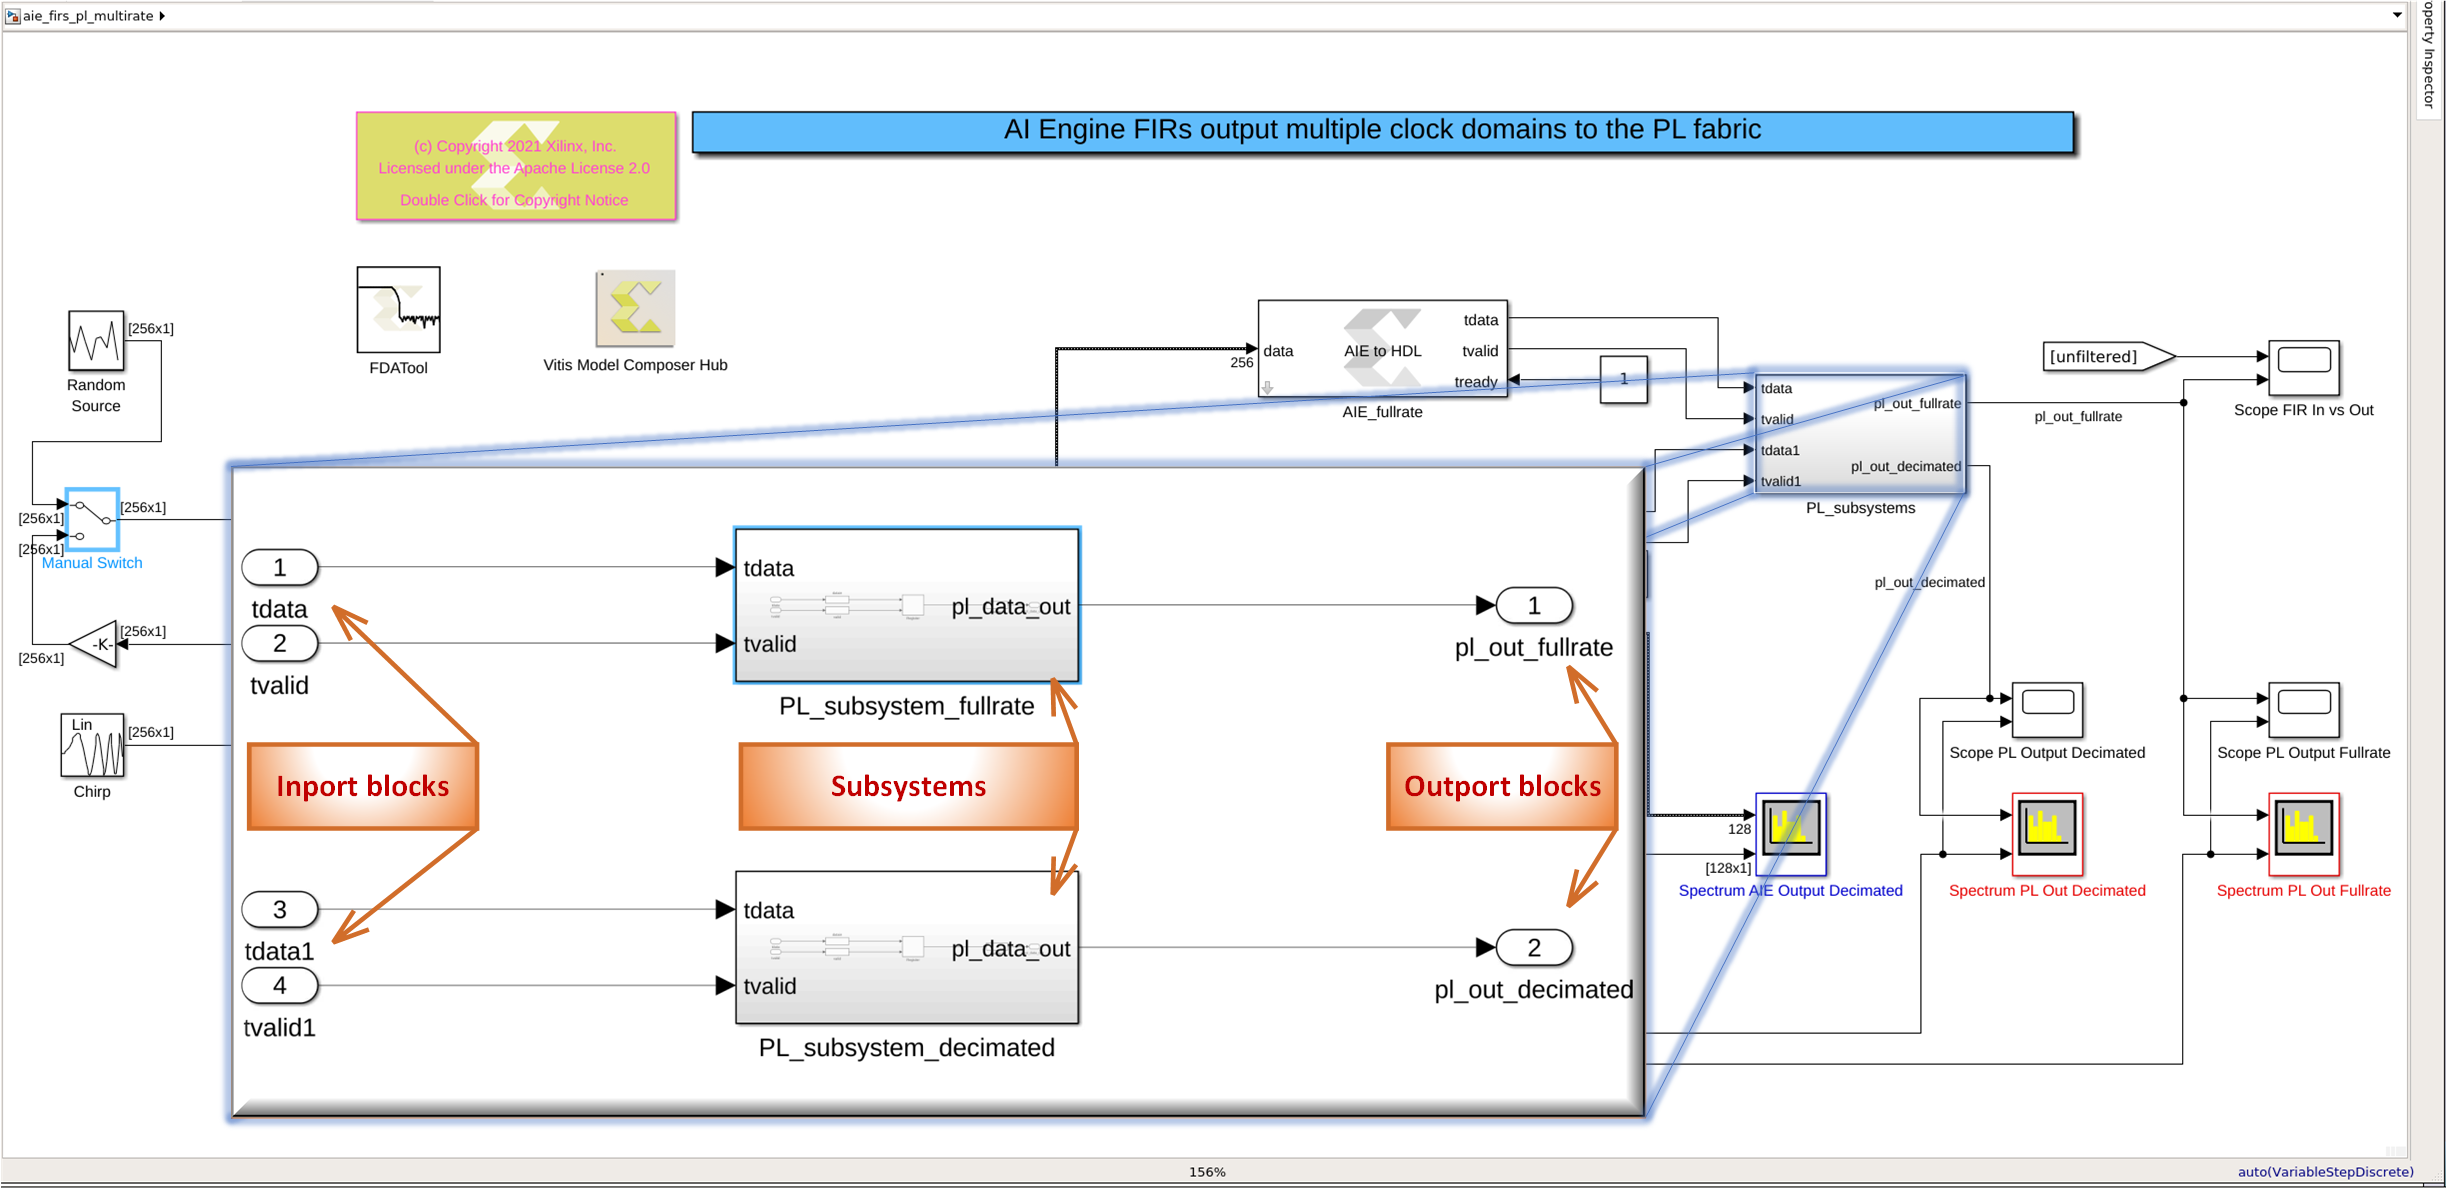 aie_firs_pl_multirate
operty Inspector
(c) Copyright 2021 Xilinx, Inc.
Licensed under the Apache License 2.0
Double Click for Copyright Notice
AI Engine FIRs output multiple clock domains to the PL fabric
FDATool
Vitis Model Composer Hub
[256x1]
Random
Source
[256x1]
[256x1]
[256x1]
Manual Switch
[256x1]
-K-
[256x1]
Lin
[256x1]
Chirp
256
data
AIE to HDL
tdata
tvalid
tready
AIE_fullrate
1
tdata
tvalid
tdata1
tvalid1
pl_out_fullrate
pl_out_decimated
PL_subsystems
pl_out_fullrate
pl_out_decimated
[unfiltered]
Scope FIR In vs Out
1
tdata
2
tvalid
tdata
tvalid
pl_data_out
PL_subsystem_fullrate
1
pl_out_fullrate
Inport blocks
Subsystems
Outport blocks
3
tdata1
4
tvalid1
tdata
tvalid
pl_data_out
PL_subsystem_decimated
2
pl_out_decimated
Scope PL Output Decimated
Scope PL Output Fullrate
128
[128x1]
Spectrum AIE Output Decimated
Spectrum PL Out Decimated
Spectrum PL Out Fullrate
156%
auto(VariableStepDiscrete)